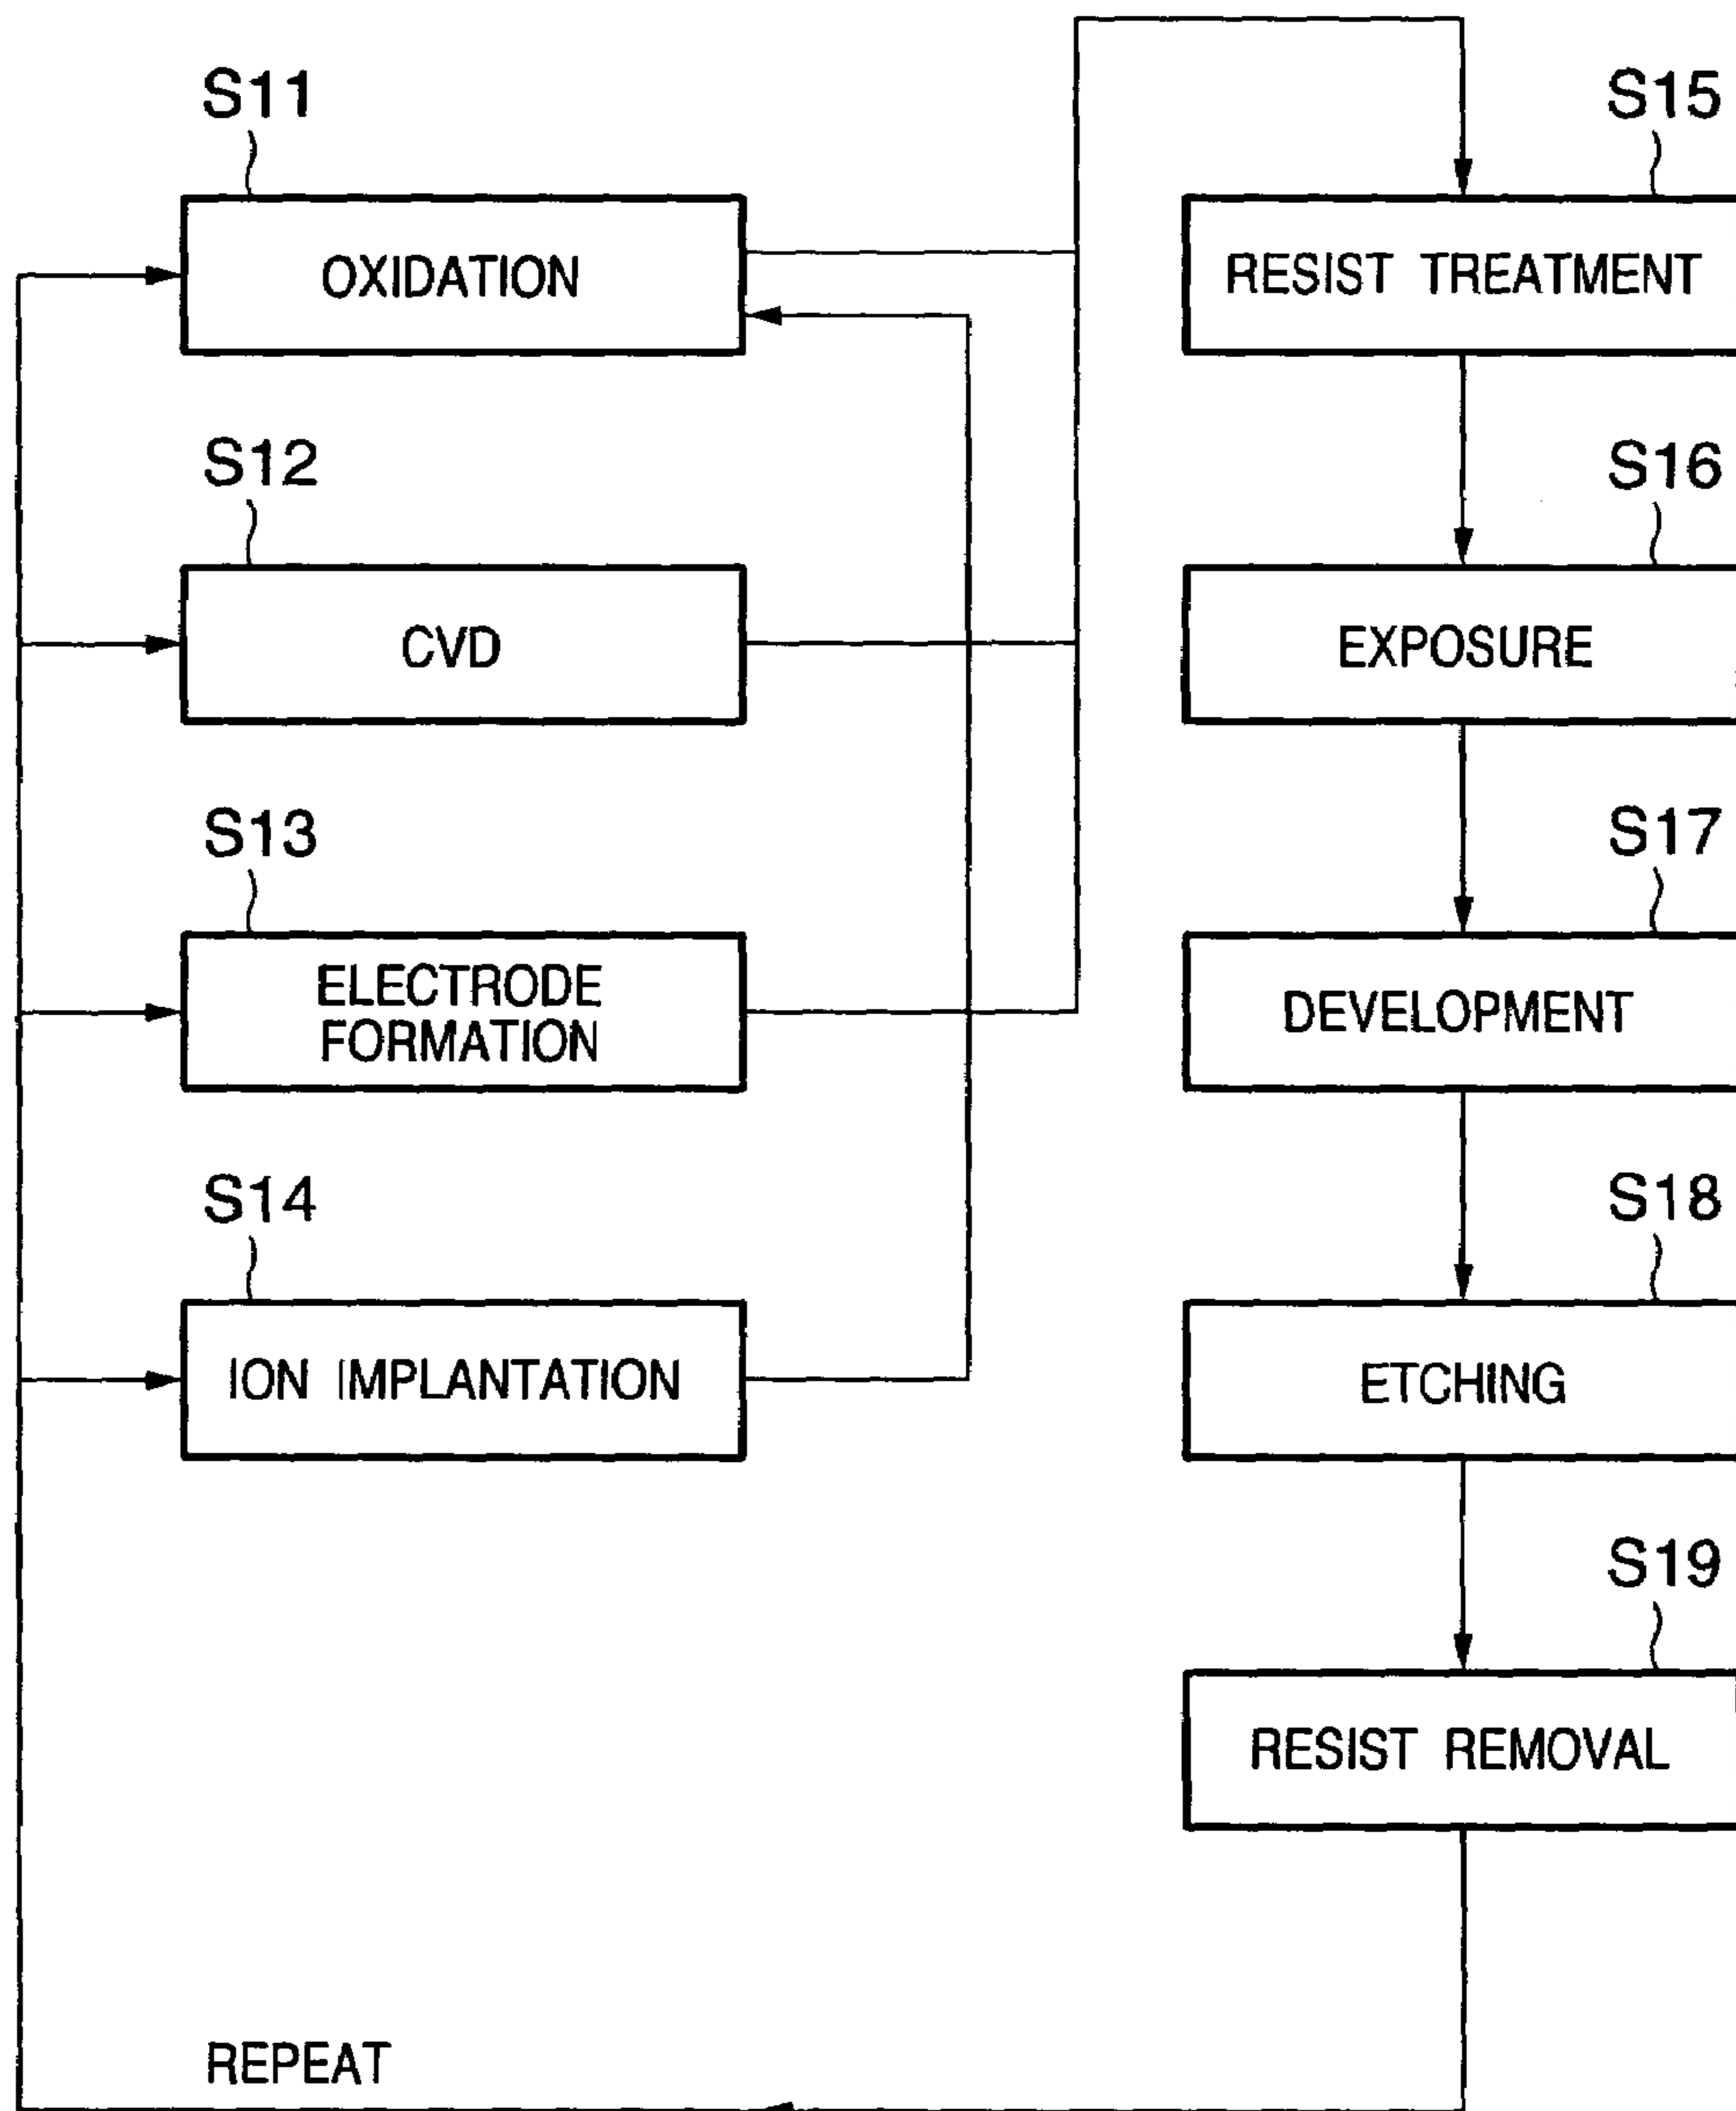 S11
OXIDATION
S12
CVD
S13
ELECTRODE
FORMATION
S14
ION IMPLANTATION
S15
RESIST TREATMENT
S16
EXPOSURE
S17
DEVELOPMENT
S18
ETCHING
S19
RESIST REMOVAL
REPEAT